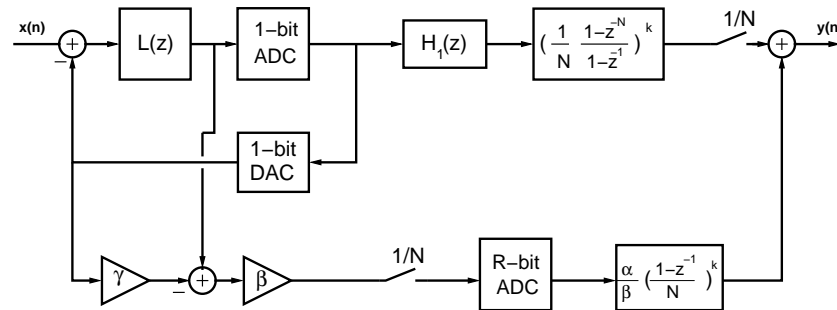 x(n)
+
−
L(z)
1−bit
ADC
H₁(z)
( 1/N 1−z⁻ᴺ/1−z⁻¹ )ᵏ
1/N
+
y(n
1−bit
DAC
γ
−
+
β
1/N
R−bit
ADC
α/β ( 1−z⁻¹/N )ᵏ